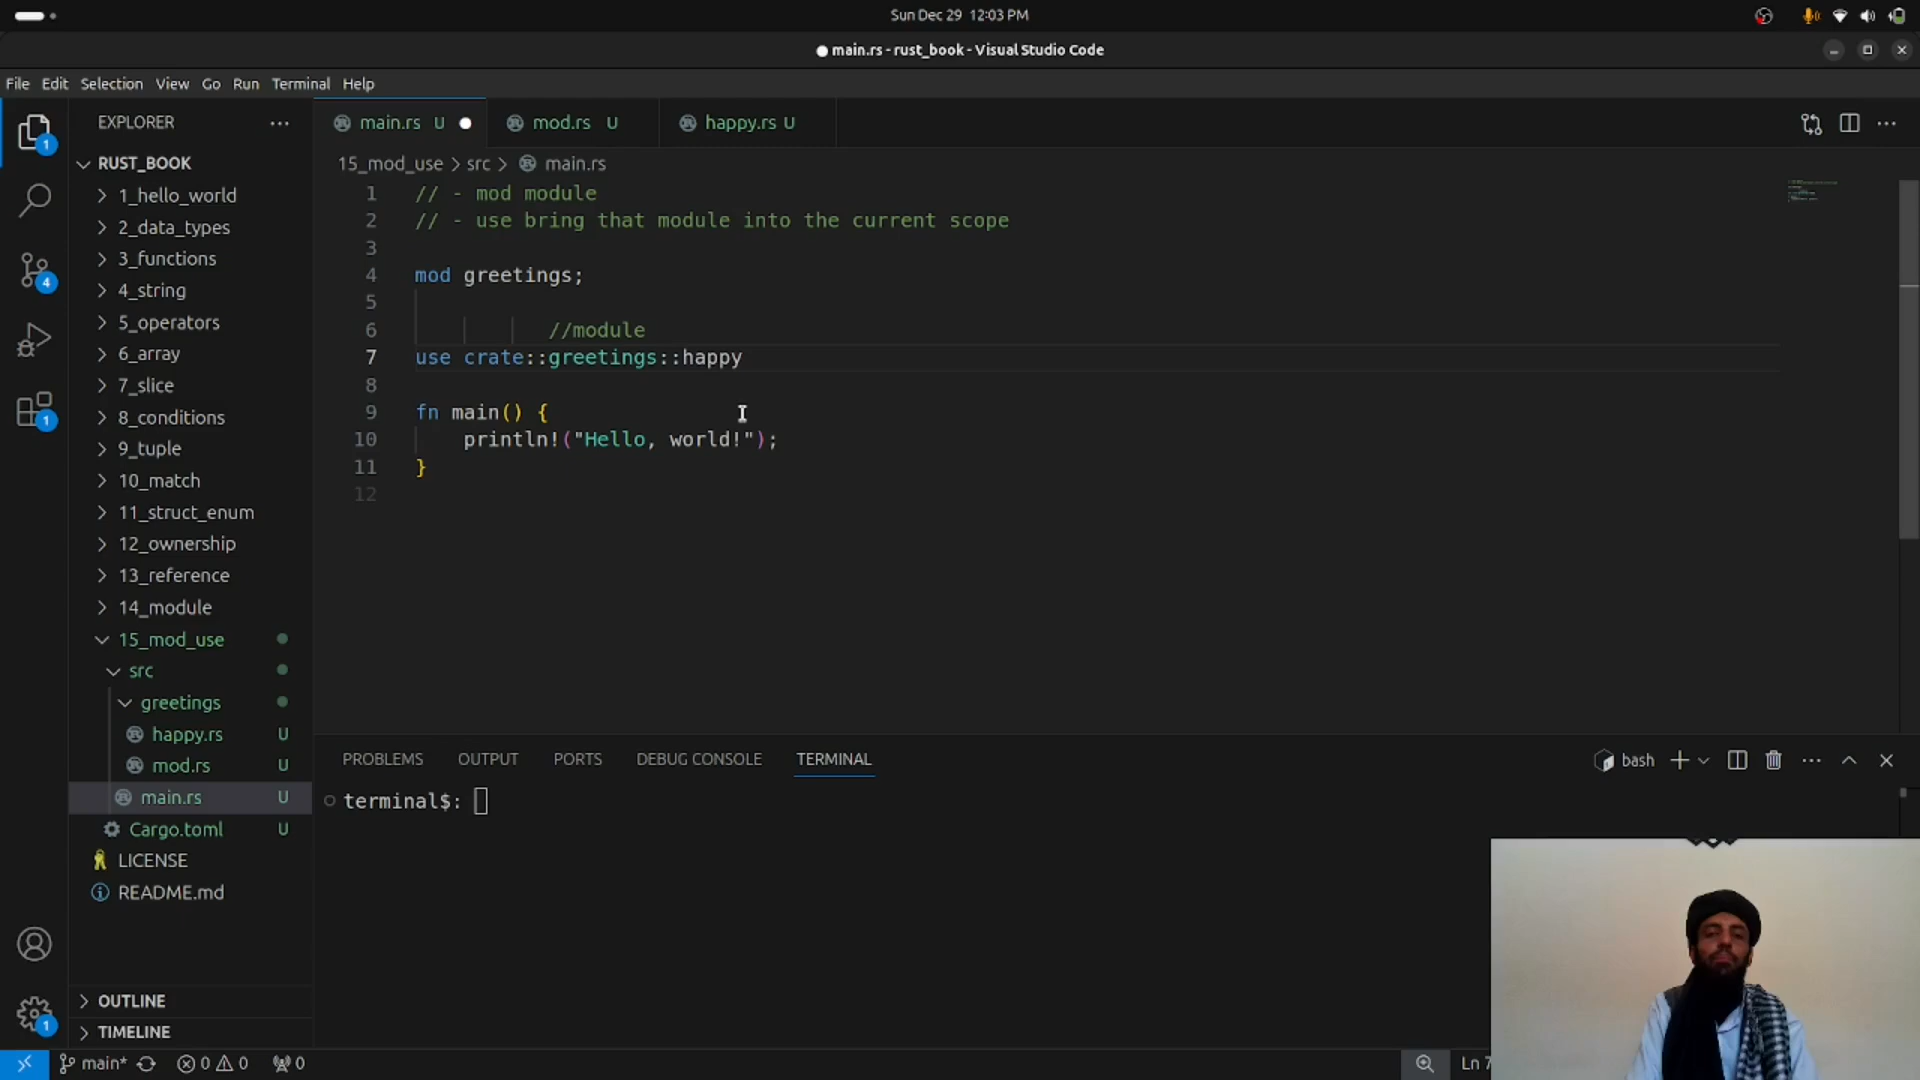 Sun Dec 29 12:03 PM
main.rs - rust_book - Visual Studio Code
File Edit Selection View Go Run Terminal Help
EXPLORER
main.rs U
mod.rs U
happy.rs U
RUST_BOOK
1_hello_world
2_data_types
3_functions
4_string
5_operators
6_array
7_slice
8_conditions
9_tuple
10_match
11_struct_enum
12_ownership
13_reference
14_module
15_mod_use
src
greetings
happy.rs U
mod.rs U
main.rs U
Cargo.toml U
LICENSE
README.md
OUTLINE
TIMELINE
1
4
1
1
15_mod_use > src > main.rs
1 // - mod module
2 // - use bring that module into the current scope
3
4 mod greetings;
5
6 //module
7 use crate::greetings::happy
8
9 fn main() {
10 println!("Hello, world!");
11 }
12
PROBLEMS OUTPUT PORTS DEBUG CONSOLE TERMINAL
bash
terminal$:
main* 0 0 0
Ln 7